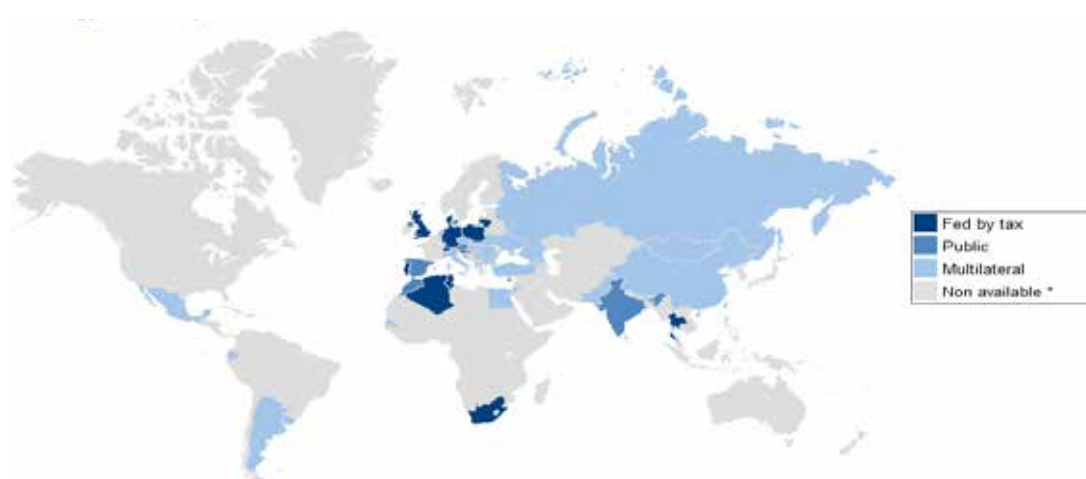 Fed by tax
Public
Multilateral
Non available *